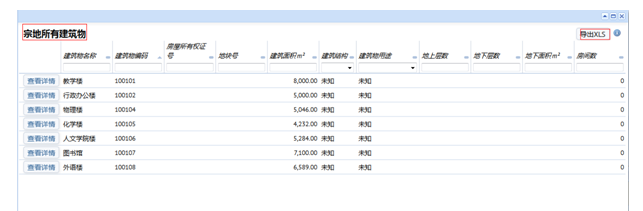 宗地所有建筑物 导出XLS
建筑物名称 建筑物编码 房屋所有权证号 地块号 建筑面积m² 建筑结构 建筑物用途 地上层数 地下层数 地下面积m² 房间数
查看详情 教学楼 100101 8,000.00 未知 未知 0
查看详情 行政办公楼 100102 5,000.00 未知 未知 0
查看详情 物理楼 100104 5,046.00 未知 未知 0
查看详情 化学楼 100105 4,232.00 未知 未知 0
查看详情 人文学院楼 100106 5,284.00 未知 未知 0
查看详情 图书馆 100107 7,100.00 未知 未知 0
查看详情 外语楼 100108 6,589.00 未知 未知 0